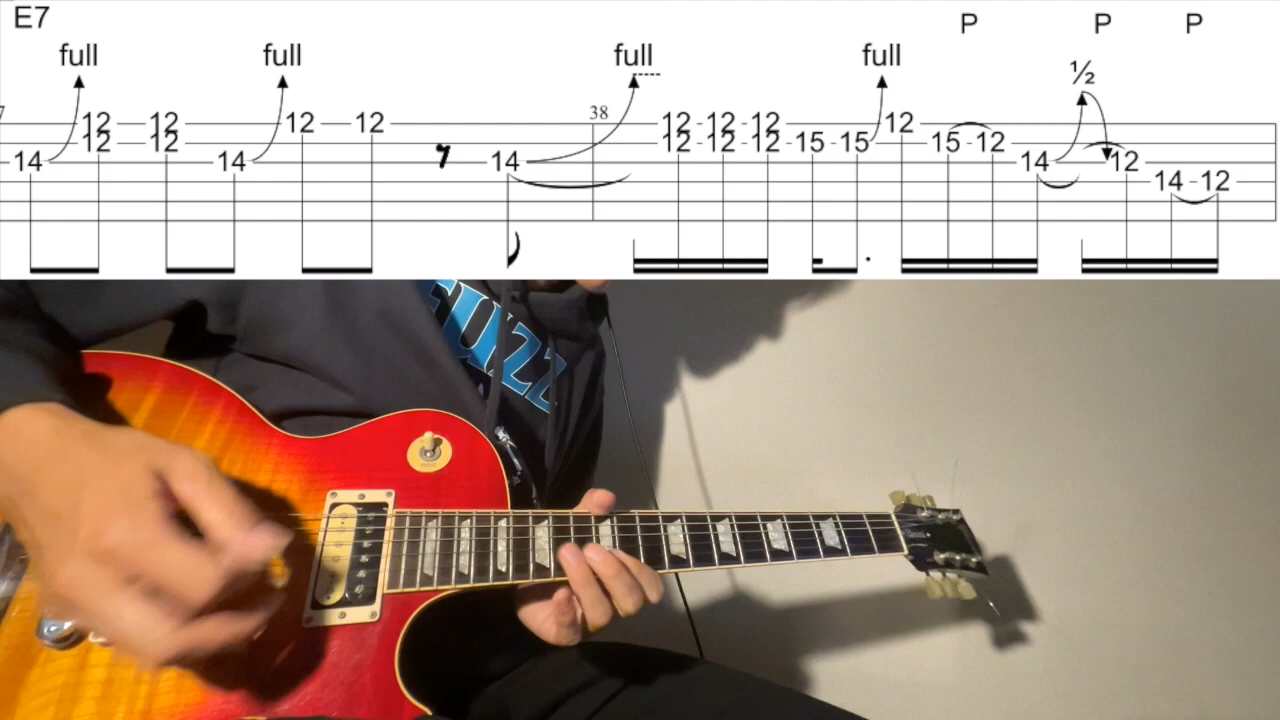 E7 P P P
full full full full ½
7 38
12 12 12 12 12 12 12 12
12 12 12 12 12 15 15 15 12
14 14 14 14 12
14 12
FUZZ